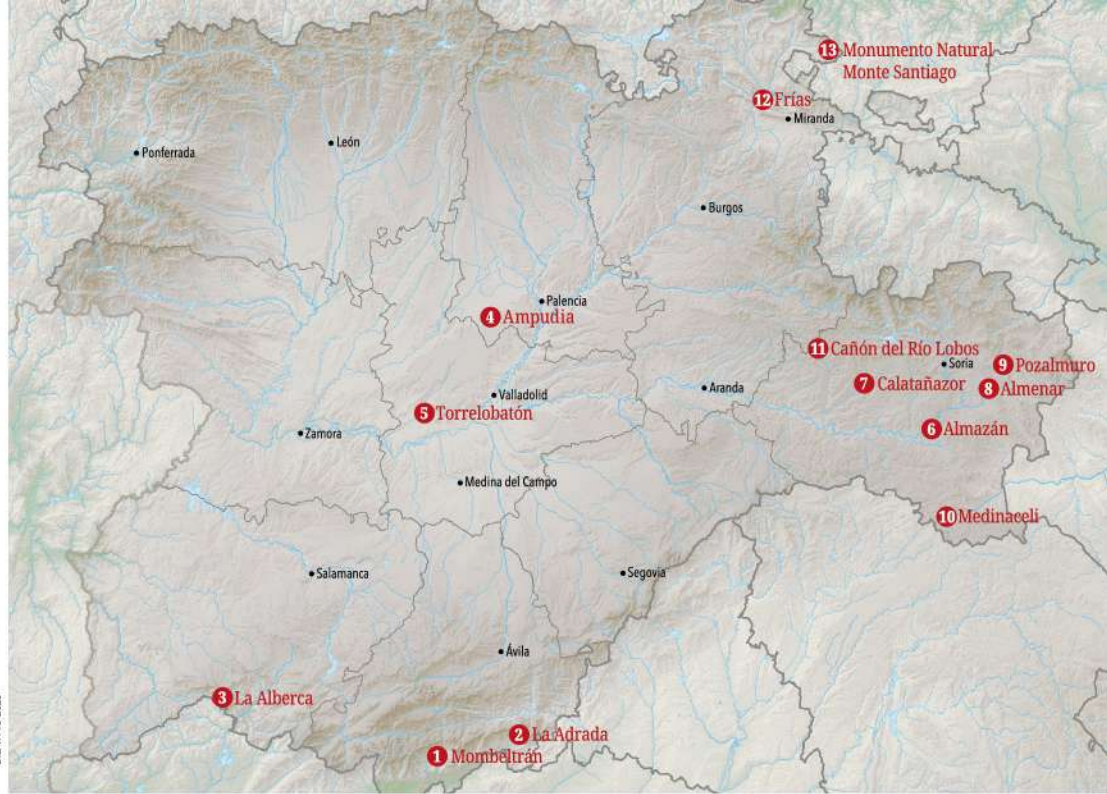 13 Monumento Natural
Monte Santiago
12 Frías
Miranda
León
Ponferrada
Burgos
Palencia
4 Ampudia
11 Cañón del Río Lobos
Soria
9 Pozalmuro
7 Calatañazor
8 Almenar
Aranda
Valladolid
5 Torrelobatón
6 Almazán
Zamora
Medina del Campo
10 Medinaceli
Salamanca
Segovia
Ávila
3 La Alberca
2 La Adrada
1 Mombeltrán